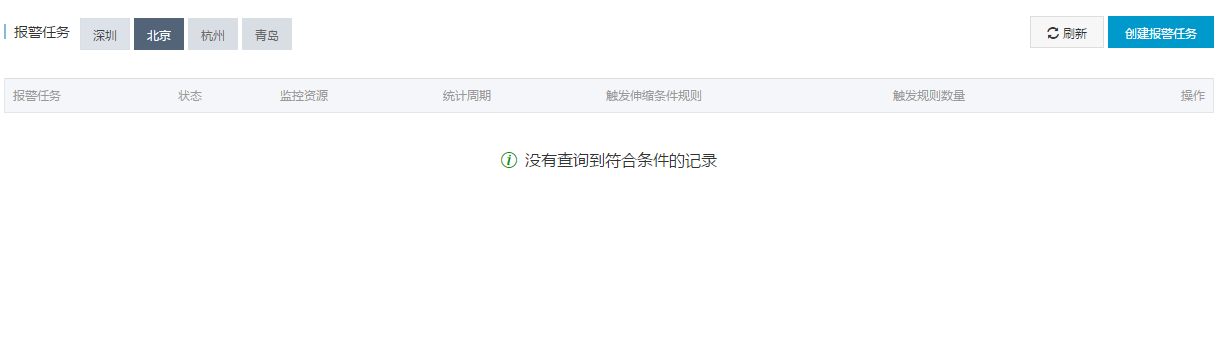 报警任务 深圳 北京 杭州 青岛 刷新 创建报警任务
报警任务 状态 监控资源 统计周期 触发伸缩条件规则 触发规则数量 操作
没有查询到符合条件的记录